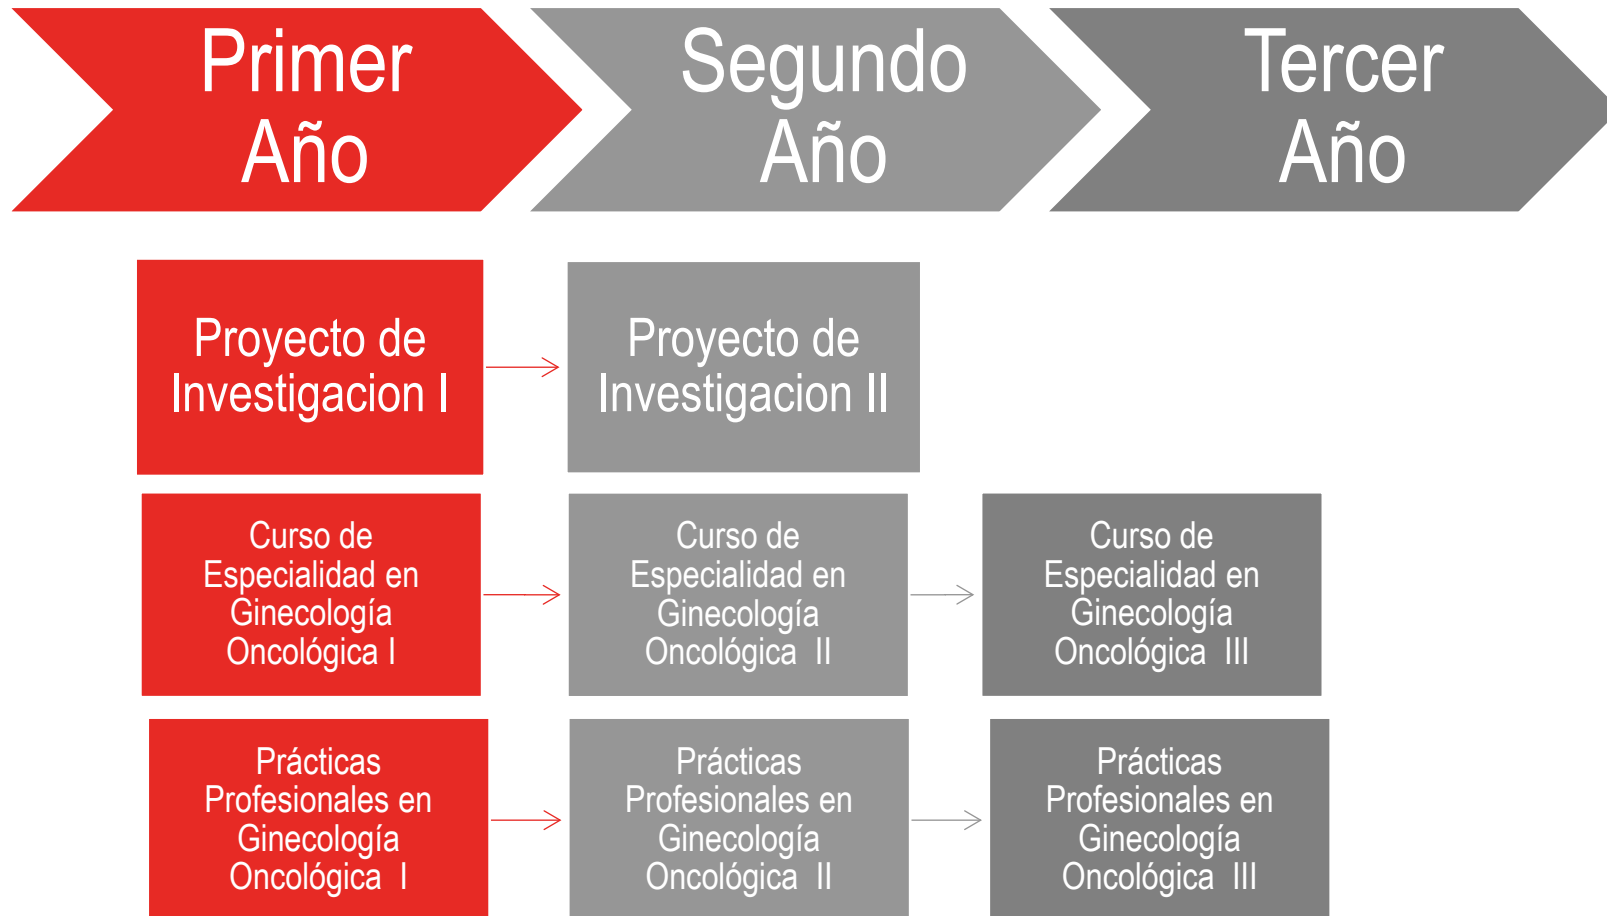 Primer
Año
Segundo
Año
Tercer
Año
Proyecto de
Investigacion I
Proyecto de
Investigacion II
Curso de
Especialidad en
Ginecología
Oncológica I
Curso de
Especialidad en
Ginecología
Oncológica II
Curso de
Especialidad en
Ginecología
Oncológica III
Prácticas
Profesionales en
Ginecología
Oncológica I
Prácticas
Profesionales en
Ginecología
Oncológica II
Prácticas
Profesionales en
Ginecología
Oncológica III